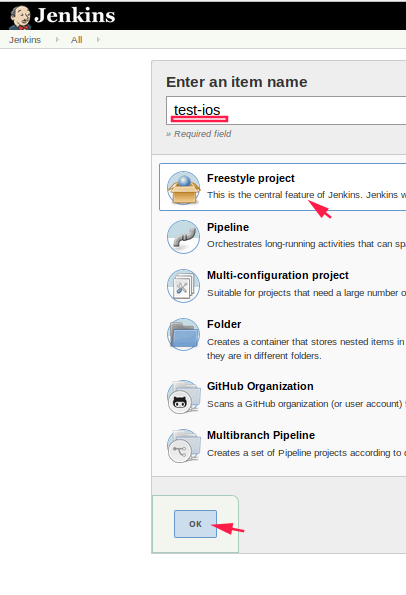 Jenkins
Jenkins All
Enter an item name
test-ios
» Required field
Freestyle project
This is the central feature of Jenkins. Jenkins w
Pipeline
Orchestrates long-running activities that can sp
Multi-configuration project
Suitable for projects that need a large number o
Folder
Creates a container that stores nested items in
they are in different folders.
GitHub Organization
Scans a GitHub organization (or user account)
Multibranch Pipeline
Creates a set of Pipeline projects according to
OK